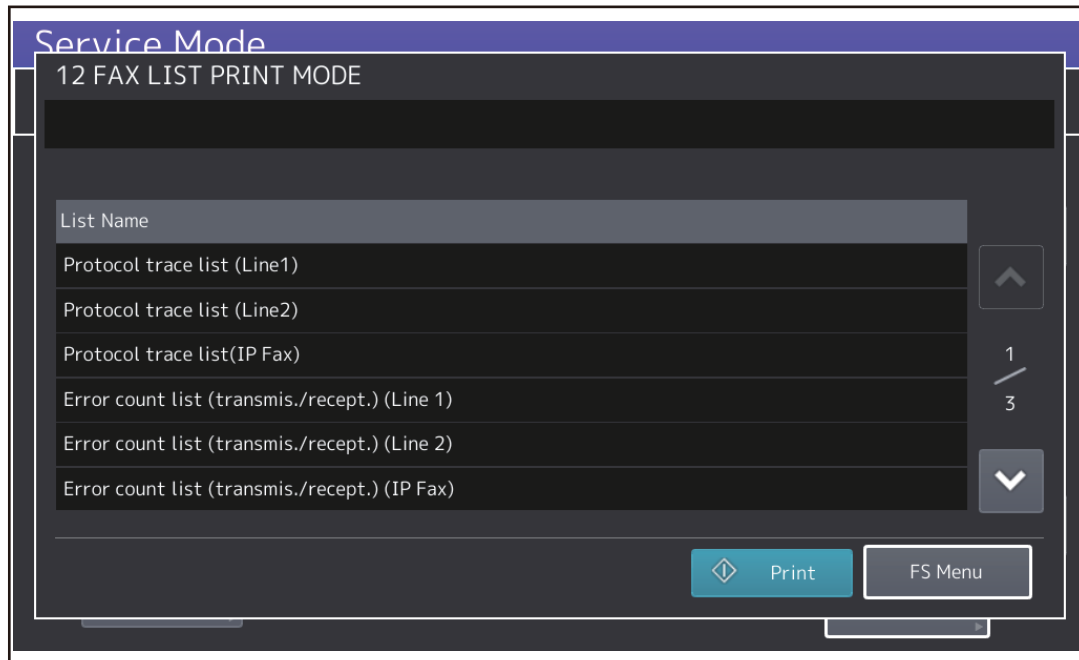 Service Mode
12 FAX LIST PRINT MODE
List Name
Protocol trace list (Line1)
Protocol trace list (Line2)
Protocol trace list(IP Fax)
1
3
Error count list (transmis./recept.) (Line 1)
Error count list (transmis./recept.) (Line 2)
Error count list (transmis./recept.) (IP Fax)
Print
FS Menu